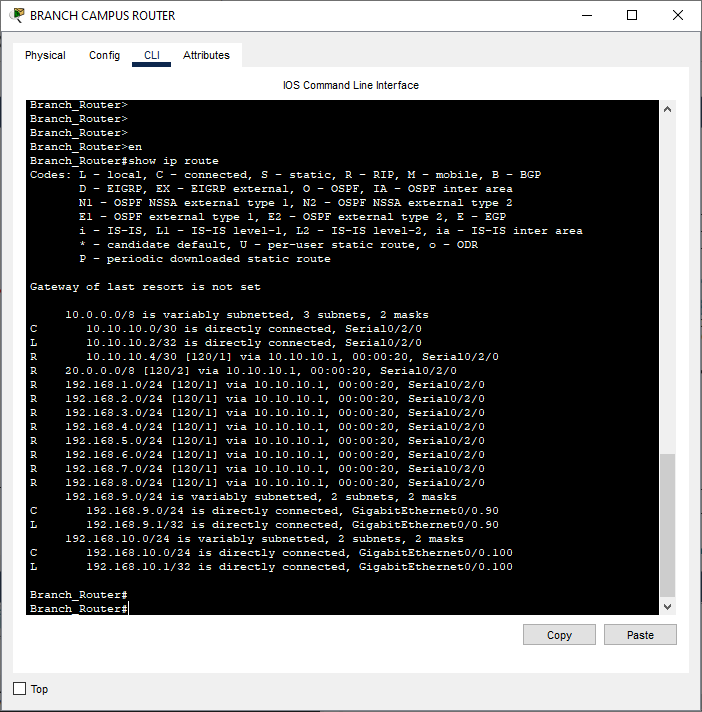 BRANCH CAMPUS ROUTER
Physical Config CLI Attributes
IOS Command Line Interface
Branch_Router>
Branch_Router>
Branch_Router>
Branch_Router>en
Branch_Router#show ip route
Codes: L - local, C - connected, S - static, R - RIP, M - mobile, B - BGP
       D - EIGRP, EX - EIGRP external, O - OSPF, IA - OSPF inter area
       N1 - OSPF NSSA external type 1, N2 - OSPF NSSA external type 2
       E1 - OSPF external type 1, E2 - OSPF external type 2, E - EGP
       i - IS-IS, L1 - IS-IS level-1, L2 - IS-IS level-2, ia - IS-IS inter area
       * - candidate default, U - per-user static route, o - ODR
       P - periodic downloaded static route
Gateway of last resort is not set
     10.0.0.0/8 is variably subnetted, 3 subnets, 2 masks
C       10.10.10.0/30 is directly connected, Serial0/2/0
L       10.10.10.2/32 is directly connected, Serial0/2/0
R       10.10.10.4/30 [120/1] via 10.10.10.1, 00:00:20, Serial0/2/0
R    20.0.0.0/8 [120/2] via 10.10.10.1, 00:00:20, Serial0/2/0
R    192.168.1.0/24 [120/1] via 10.10.10.1, 00:00:20, Serial0/2/0
R    192.168.2.0/24 [120/1] via 10.10.10.1, 00:00:20, Serial0/2/0
R    192.168.3.0/24 [120/1] via 10.10.10.1, 00:00:20, Serial0/2/0
R    192.168.4.0/24 [120/1] via 10.10.10.1, 00:00:20, Serial0/2/0
R    192.168.5.0/24 [120/1] via 10.10.10.1, 00:00:20, Serial0/2/0
R    192.168.6.0/24 [120/1] via 10.10.10.1, 00:00:20, Serial0/2/0
R    192.168.7.0/24 [120/1] via 10.10.10.1, 00:00:20, Serial0/2/0
R    192.168.8.0/24 [120/1] via 10.10.10.1, 00:00:20, Serial0/2/0
     192.168.9.0/24 is variably subnetted, 2 subnets, 2 masks
C       192.168.9.0/24 is directly connected, GigabitEthernet0/0.90
L       192.168.9.1/32 is directly connected, GigabitEthernet0/0.90
     192.168.10.0/24 is variably subnetted, 2 subnets, 2 masks
C       192.168.10.0/24 is directly connected, GigabitEthernet0/0.100
L       192.168.10.1/32 is directly connected, GigabitEthernet0/0.100
Branch_Router#
Branch_Router#
Copy Paste
Top